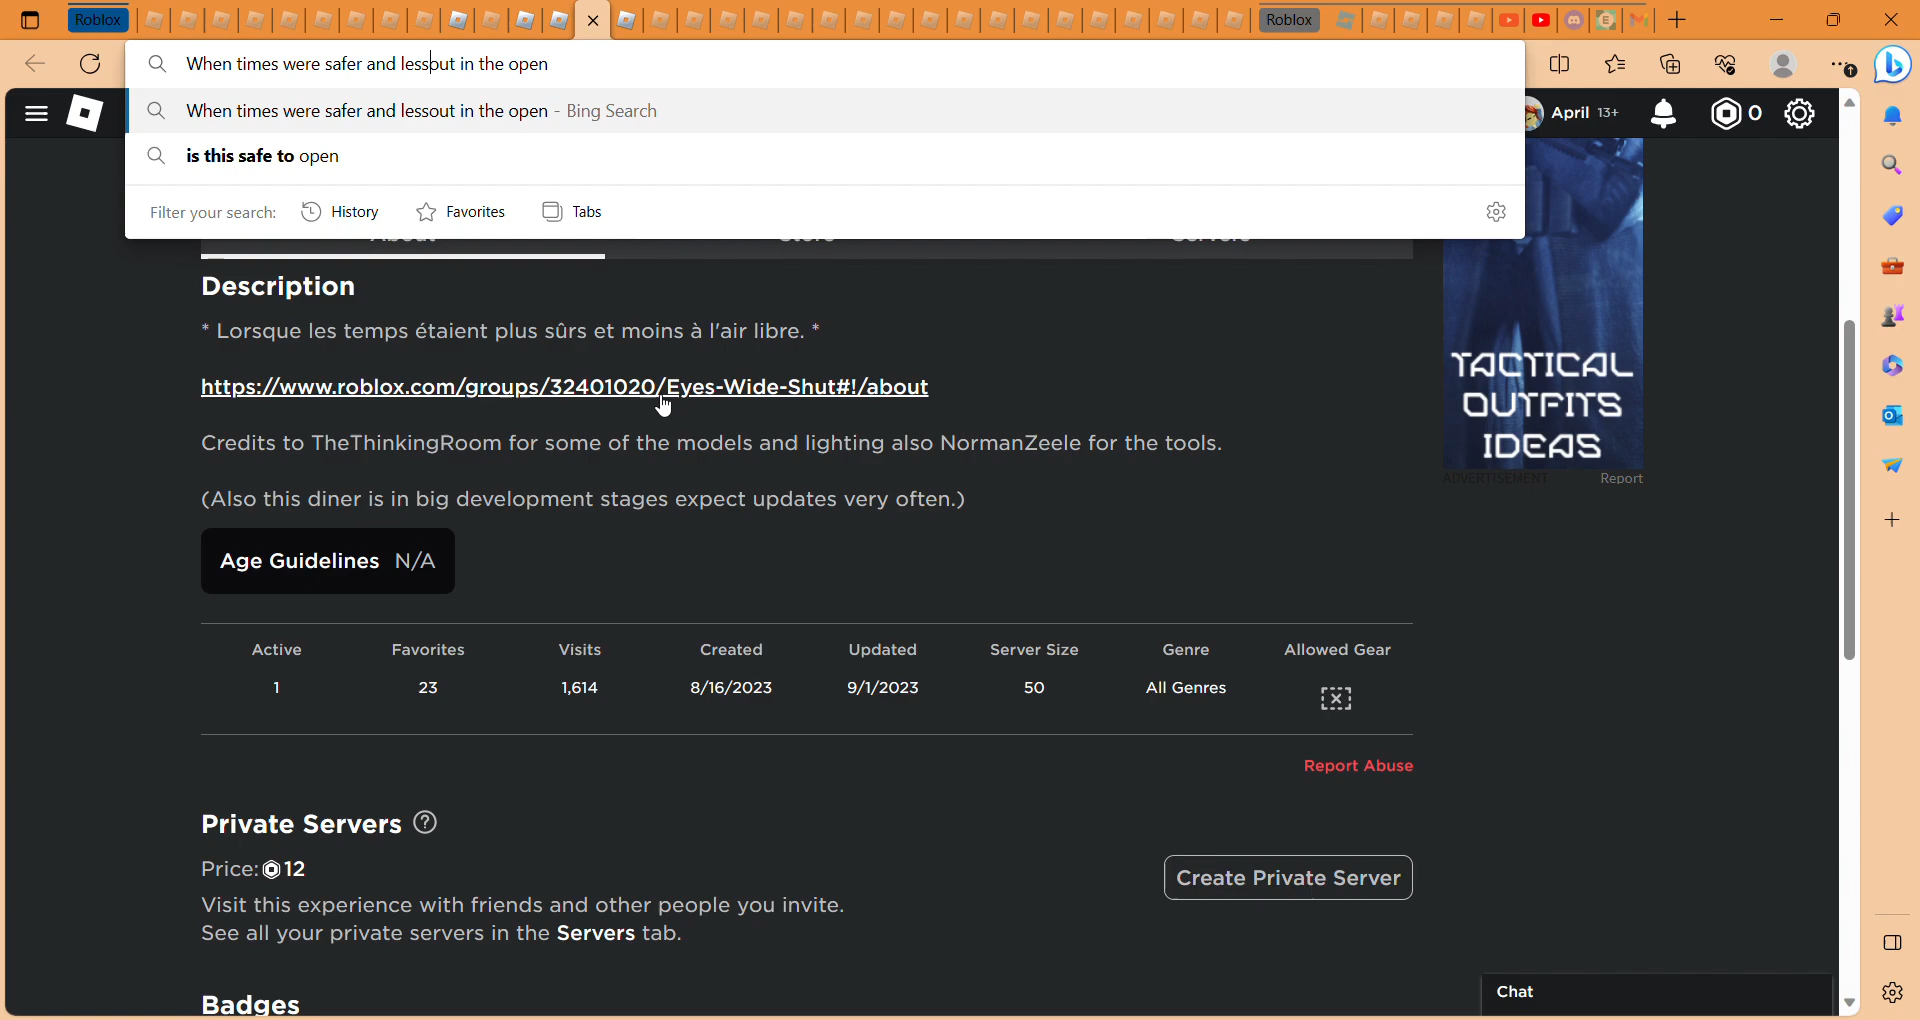 Roblox
Roblox
When times were safer and lessout in the open
When times were safer and lessout in the open - Bing Search
is this safe to open
Filter your search:
History
Favorites
Tabs
April 13+
0
Description
* Lorsque les temps étaient plus sûrs et moins à l'air libre. *
https://www.roblox.com/groups/32401020/Eyes-Wide-Shut#!/about
Credits to TheThinkingRoom for some of the models and lighting also NormanZeele for the tools.
(Also this diner is in big development stages expect updates very often.)
Age Guidelines N/A
TACTICAL
OUTFITS
IDEAS
ADVERTISEMENT
Report
Active Favorites Visits Created Updated Server Size Genre Allowed Gear
1 23 1,614 8/16/2023 9/1/2023 50 All Genres
Report Abuse
Private Servers
Price: 12
Create Private Server
Visit this experience with friends and other people you invite.
See all your private servers in the Servers tab.
Badges
Chat